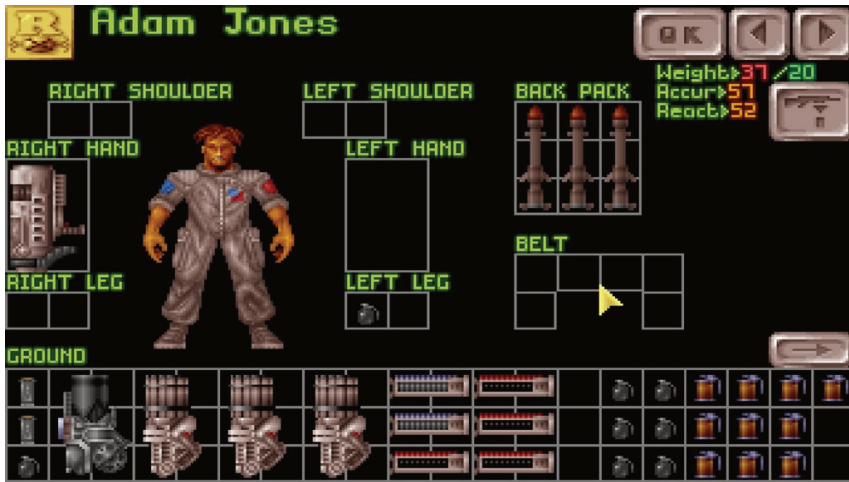 R
Adam Jones
OK
Weight>37/20
RIGHT SHOULDER
LEFT SHOULDER
BACK PACK
Accur>57
React>52
RIGHT HAND
LEFT HAND
BELT
RIGHT LEG
LEFT LEG
GROUND